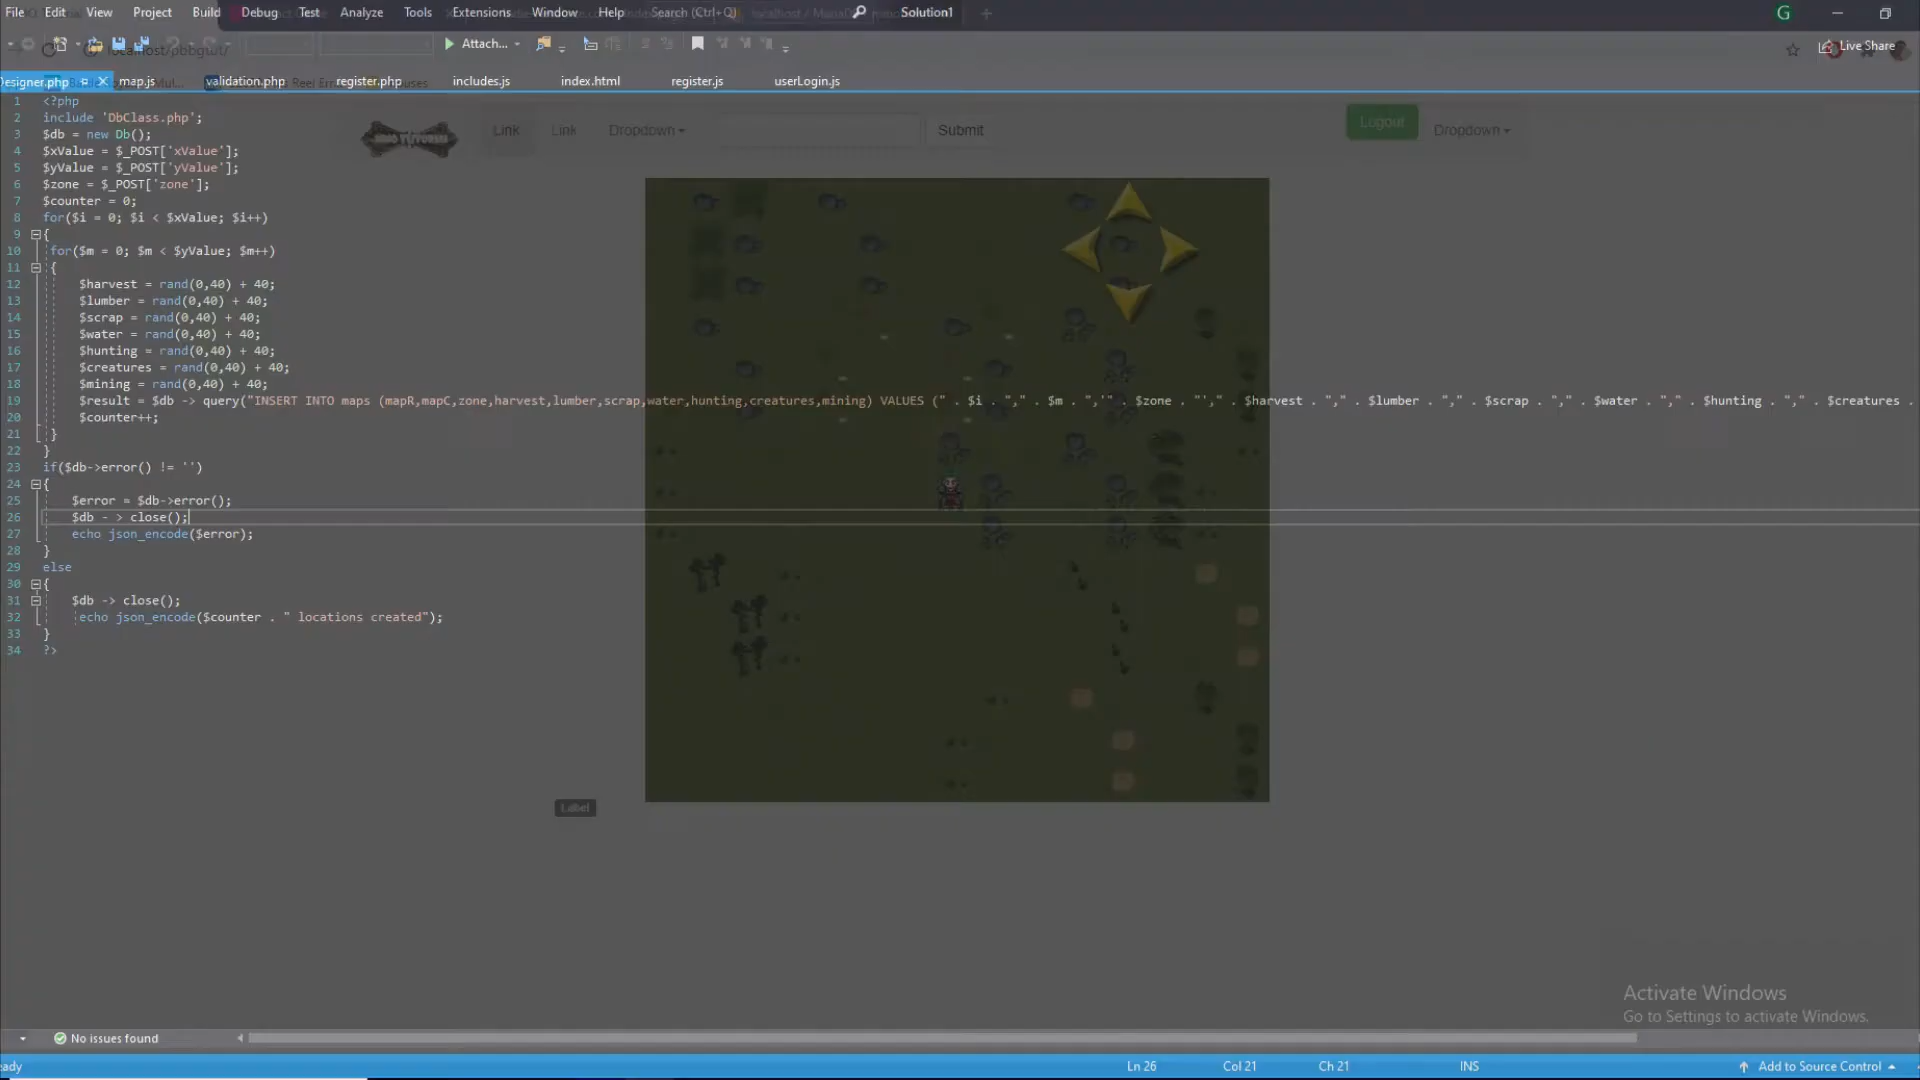 File Edit View Project Build Debug Test Analyze Tools Extensions Window Help Search (Ctrl+Q) Solution1
Attach... Live Share
localhost/pbbg
Designer.php map.js validation.php register.php includes.js index.html register.js userLogin.js
1 <?php
2 include 'DbClass.php';
3 $db = new Db();
4 $xValue = $_POST['xValue'];
5 $yValue = $_POST['yValue'];
6 $zone = $_POST['zone'];
7 $counter = 0;
8 for($i = 0; $i < $xValue; $i++)
9 {
10 for($m = 0; $m < $yValue; $m++)
11 {
12 $harvest = rand(0,40) + 40;
13 $lumber = rand(0,40) + 40;
14 $scrap = rand(0,40) + 40;
15 $water = rand(0,40) + 40;
16 $hunting = rand(0,40) + 40;
17 $creatures = rand(0,40) + 40;
18 $mining = rand(0,40) + 40;
19 $result = $db -> query("INSERT INTO maps (mapR,mapC,zone,harvest,lumber,scrap,water,hunting,creatures,mining) VALUES (" . $i . "," . $m . ",'" . $zone . "'," . $harvest . "," . $lumber . "," . $scrap . "," . $water . "," . $hunting . "," . $creatures .
20 $counter++;
21 }
22 }
23 if($db->error() != '')
24 {
25 $error = $db->error();
26 $db - > close();
27 echo json_encode($error);
28 }
29 else
30 {
31 $db -> close();
32 echo json_encode($counter . " locations created");
33 }
34 ?>
Link Link Dropdown Submit Logout Dropdown
Label
Activate Windows
Go to Settings to activate Windows.
No issues found
eady Ln 26 Col 21 Ch 21 INS Add to Source Control